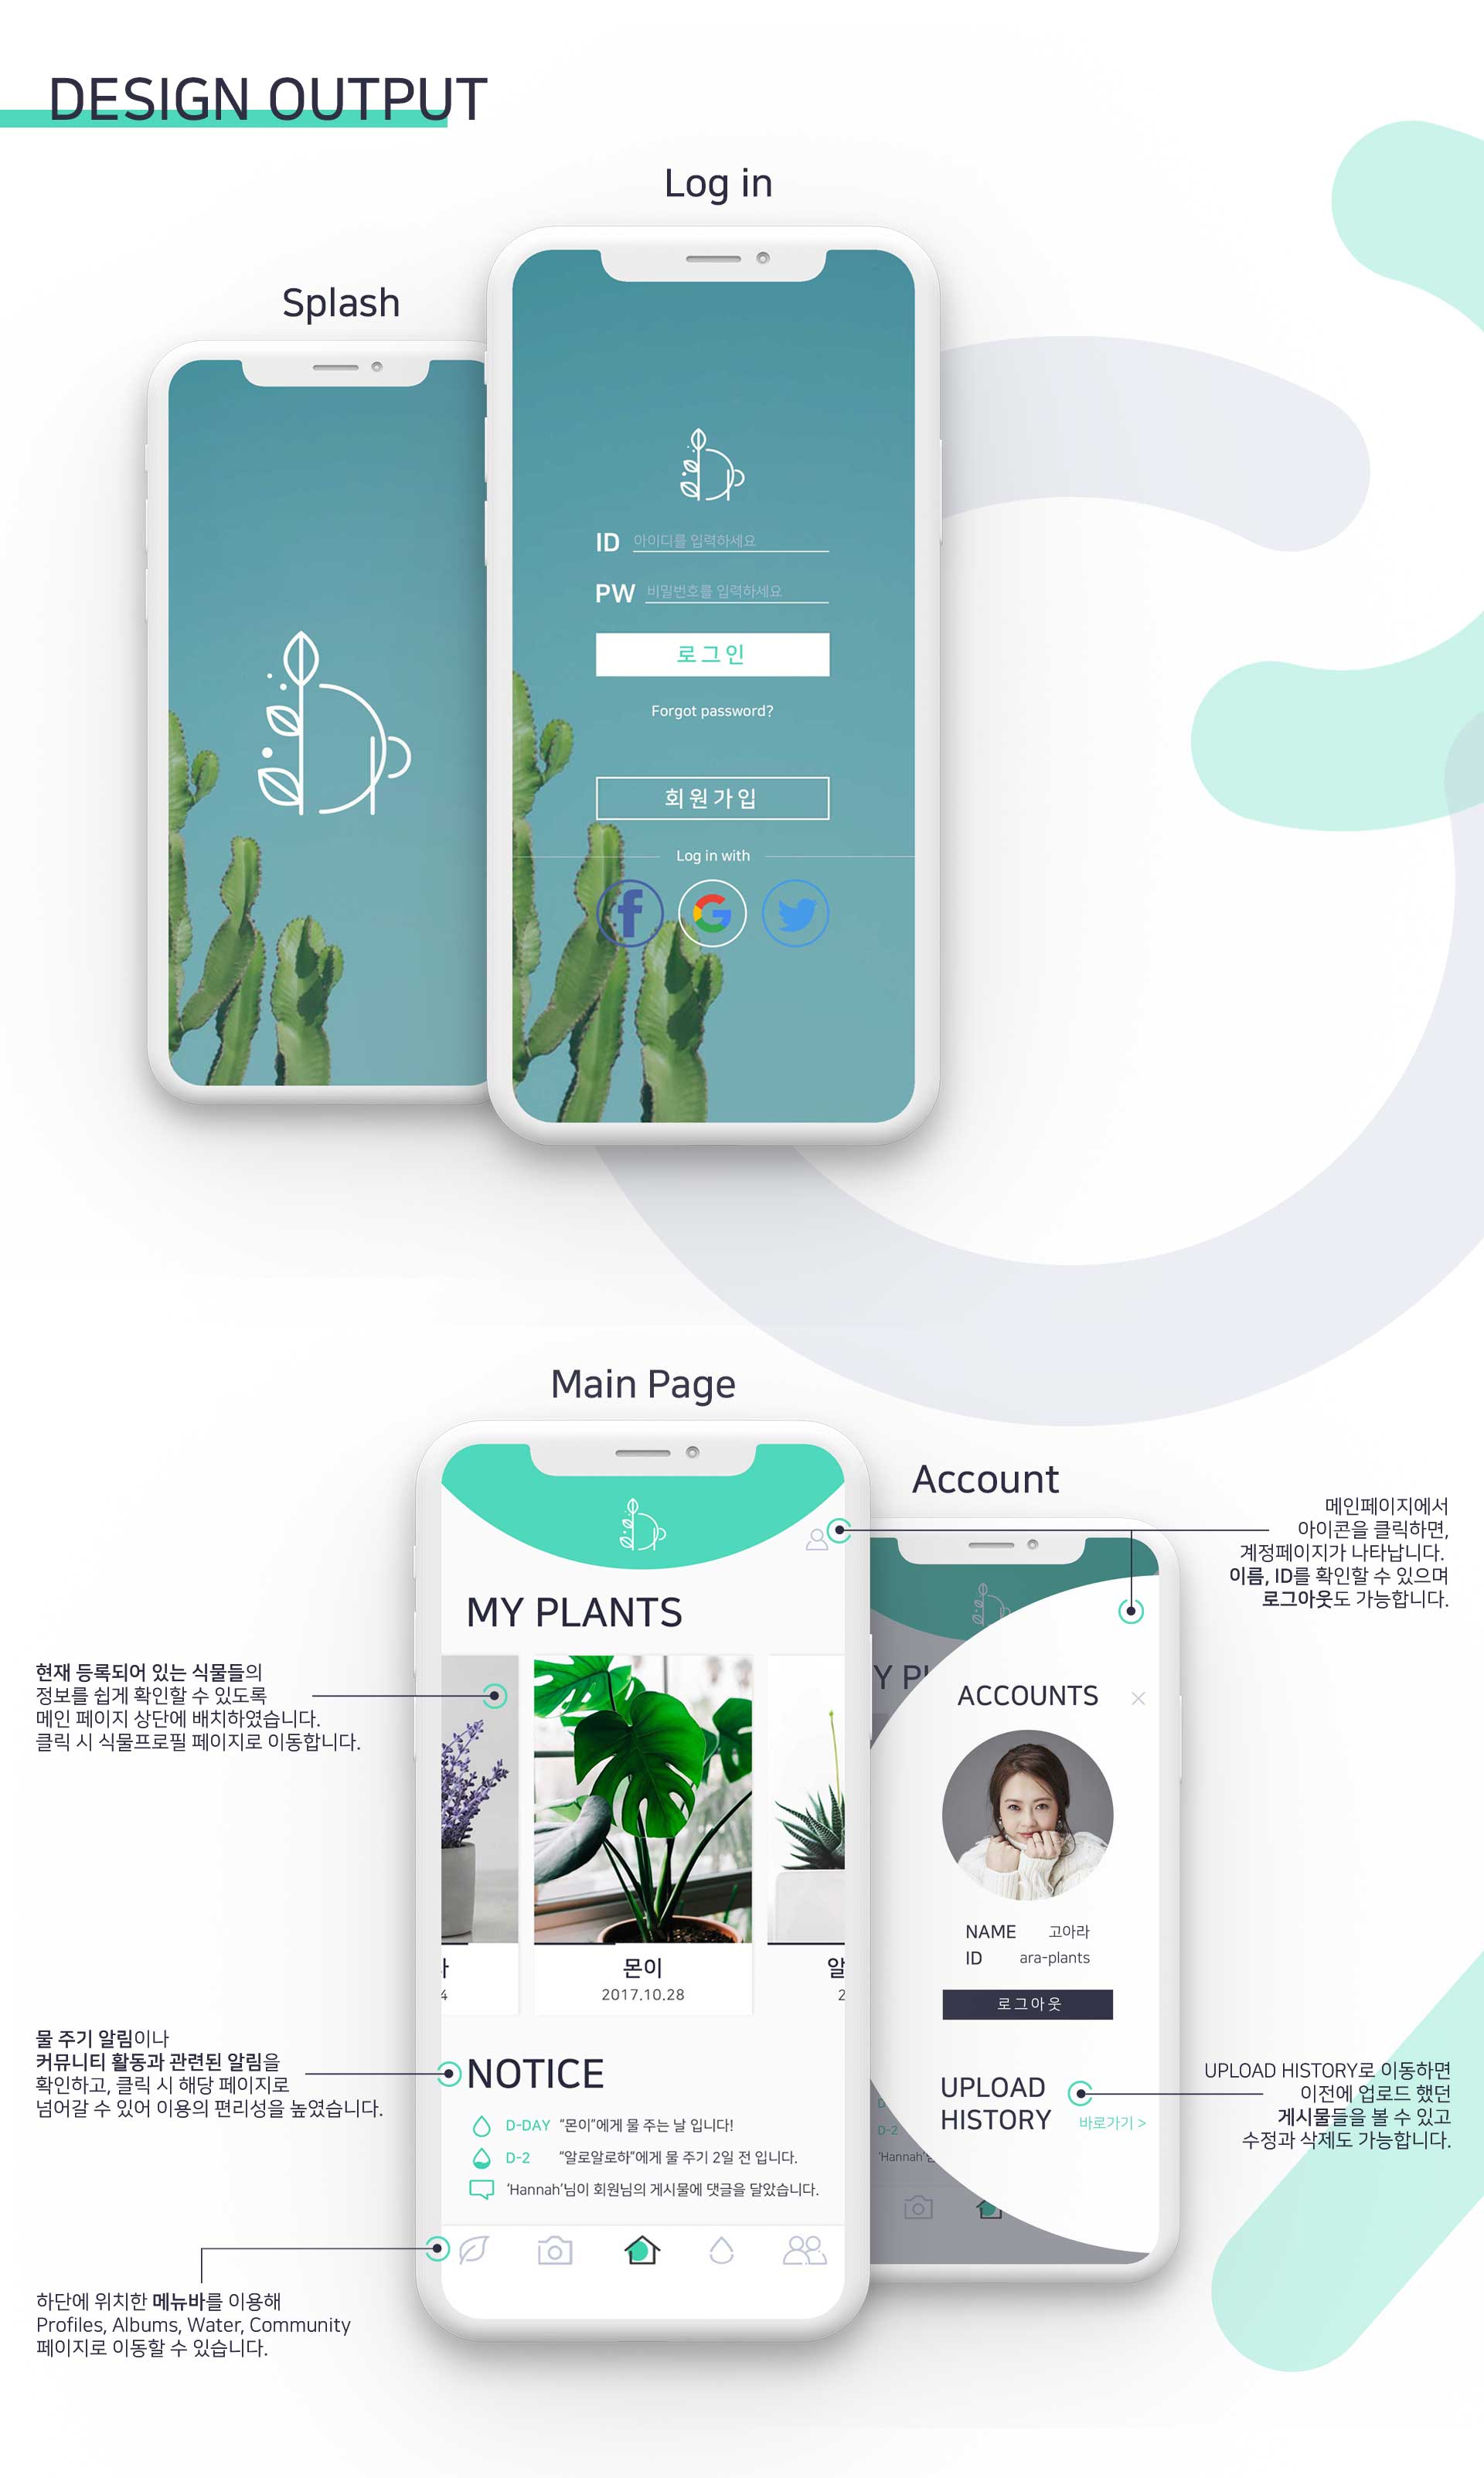 DESIGN OUTPUT
Log in
Splash
ID 아이디를 입력하세요
PW 비밀번호를 입력하세요
로그인
Forgot password?
회원가입
Log in with
Main Page
Account
메인페이지에서
아이콘을 클릭하면,
계정페이지가 나타납니다.
이름, ID를 확인할 수 있으며
로그아웃도 가능합니다.
MY PLANTS
현재 등록되어 있는 식물들의
정보를 쉽게 확인할 수 있도록
메인 페이지 상단에 배치하였습니다.
클릭 시 식물프로필 페이지로 이동합니다.
몬이
2017.10.28
알
2
4
Y P
ACCOUNTS
NAME 고아라
ID ara-plants
로그아웃
물 주기 알림이나
커뮤니티 활동과 관련된 알림을
확인하고, 클릭 시 해당 페이지로
넘어갈 수 있어 이용의 편리성을 높였습니다.
NOTICE
D-DAY "몬이"에게 물 주는 날 입니다!
D-2 "알로알로하"에게 물 주기 2일 전 입니다.
'Hannah'님이 회원님의 게시물에 댓글을 달았습니다.
UPLOAD
HISTORY
바로가기 >
D
D-2
'Hannah'
UPLOAD HISTORY로 이동하면
이전에 업로드 했던
게시물들을 볼 수 있고
수정과 삭제도 가능합니다.
하단에 위치한 메뉴바를 이용해
Profiles, Albums, Water, Community
페이지로 이동할 수 있습니다.